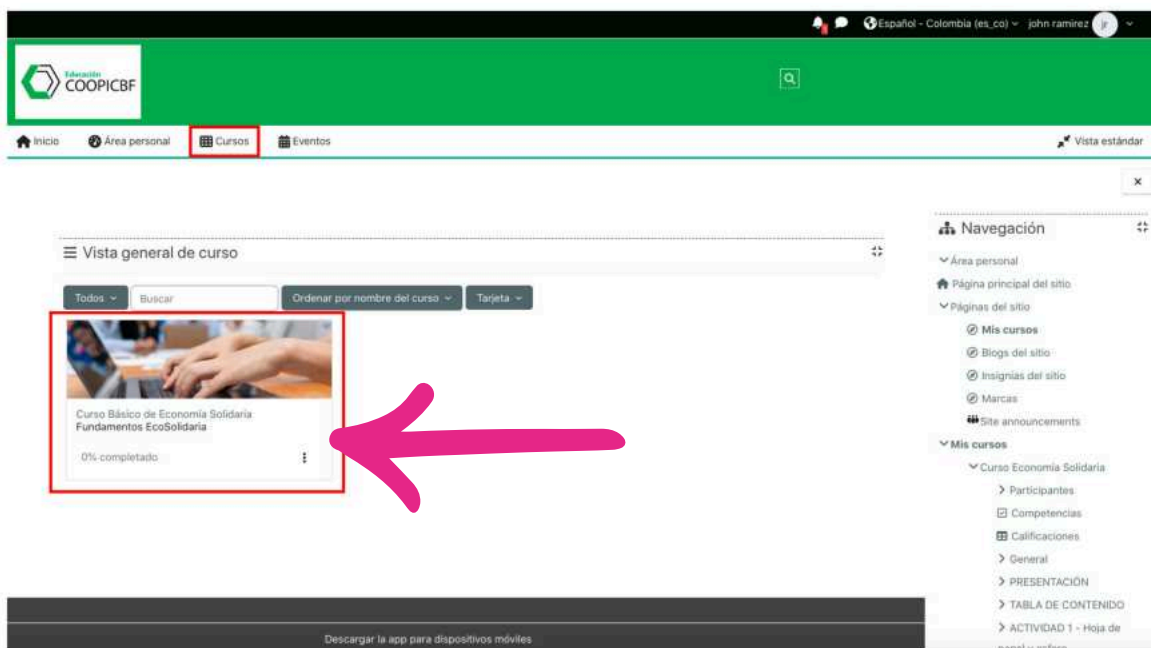 Español - Colombia (es_co)
john ramirez
jr
Educación
COOPICBF
Inicio
Área personal
Cursos
Eventos
Vista estándar
Vista general de curso
Todos
Buscar
Ordenar por nombre del curso
Tarjeta
Curso Básico de Economía Solidaria
Fundamentos EcoSolidaria
0% completado
Navegación
Área personal
Página principal del sitio
Páginas del sitio
Mis cursos
Blogs del sitio
Insignias del sitio
Marcas
Site announcements
Mis cursos
Curso Economía Solidaria
Participantes
Competencias
Calificaciones
General
PRESENTACIÓN
TABLA DE CONTENIDO
ACTIVIDAD 1 - Hoja de
Descargar la app para dispositivos móviles